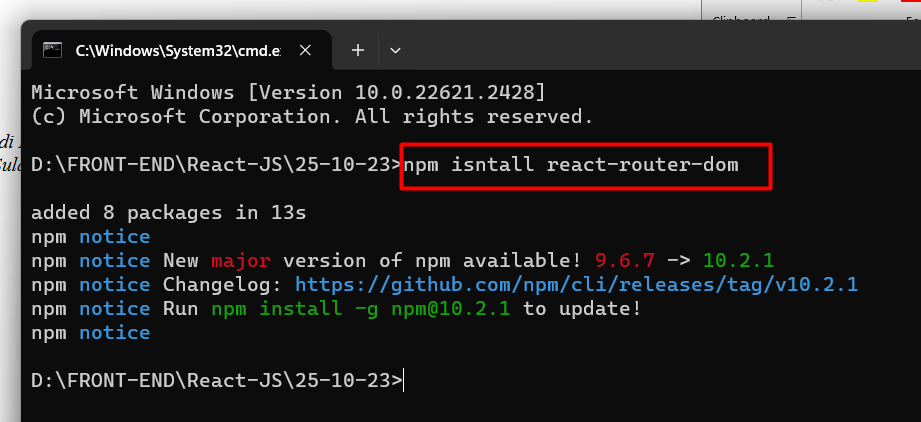 Clipboard
C:\Windows\System32\cmd.e
Microsoft Windows [Version 10.0.22621.2428]
(c) Microsoft Corporation. All rights reserved.
D:\FRONT-END\React-JS\25-10-23>npm isntall react-router-dom
added 8 packages in 13s
npm notice
npm notice New major version of npm available! 9.6.7 -> 10.2.1
npm notice Changelog: https://github.com/npm/cli/releases/tag/v10.2.1
npm notice Run npm install -g npm@10.2.1 to update!
npm notice
D:\FRONT-END\React-JS\25-10-23>